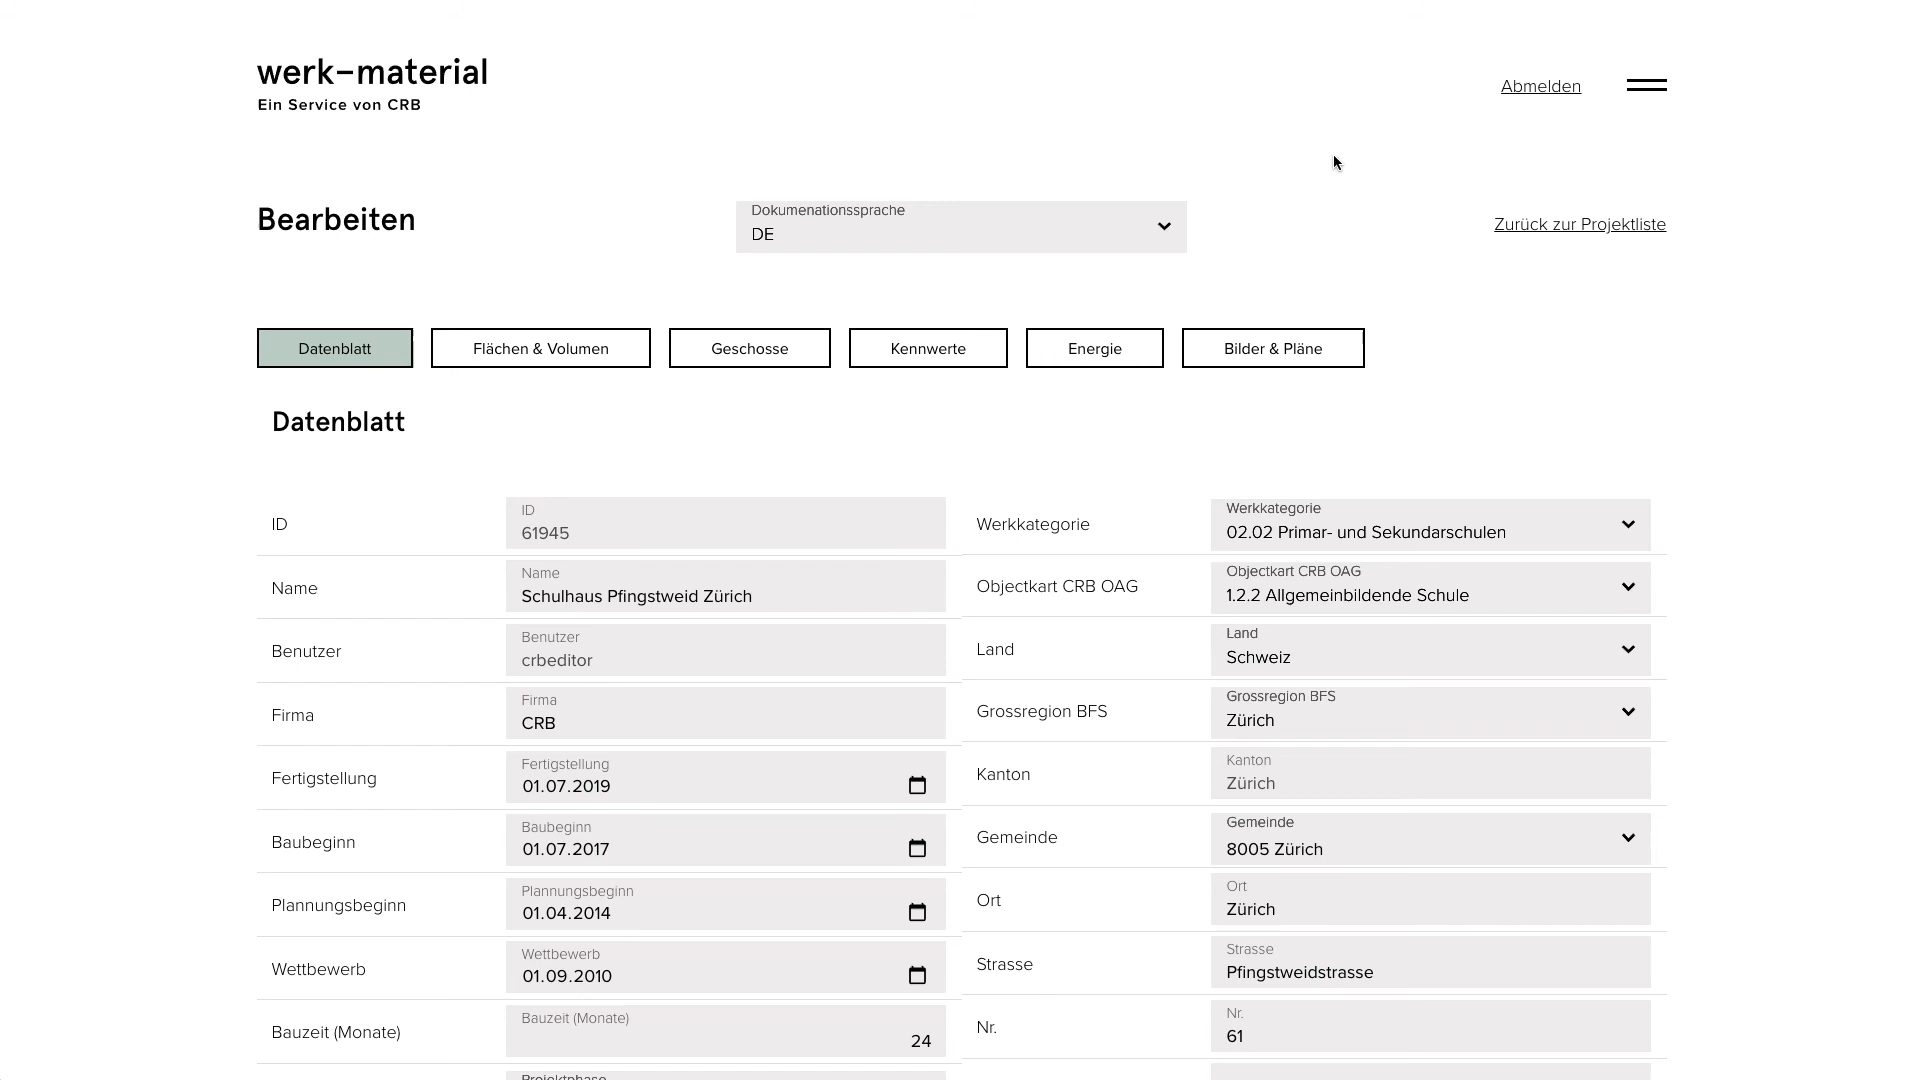 werk–material
Ein Service von CRB
Abmelden
Bearbeiten
Dokumenationssprache
DE
Zurück zur Projektliste
Datenblatt
Flächen & Volumen
Geschosse
Kennwerte
Energie
Bilder & Pläne
Datenblatt
ID
ID
61945
Name
Name
Schulhaus Pfingstweid Zürich
Benutzer
Benutzer
crbeditor
Firma
Firma
CRB
Fertigstellung
Fertigstellung
01.07.2019
Baubeginn
Baubeginn
01.07.2017
Plannungsbeginn
Plannungsbeginn
01.04.2014
Wettbewerb
Wettbewerb
01.09.2010
Bauzeit (Monate)
Bauzeit (Monate)
24
Projektphase
Werkkategorie
Werkkategorie
02.02 Primar- und Sekundarschulen
Objectkart CRB OAG
Objectkart CRB OAG
1.2.2 Allgemeinbildende Schule
Land
Land
Schweiz
Grossregion BFS
Grossregion BFS
Zürich
Kanton
Kanton
Zürich
Gemeinde
Gemeinde
8005 Zürich
Ort
Ort
Zürich
Strasse
Strasse
Pfingstweidstrasse
Nr.
Nr.
61